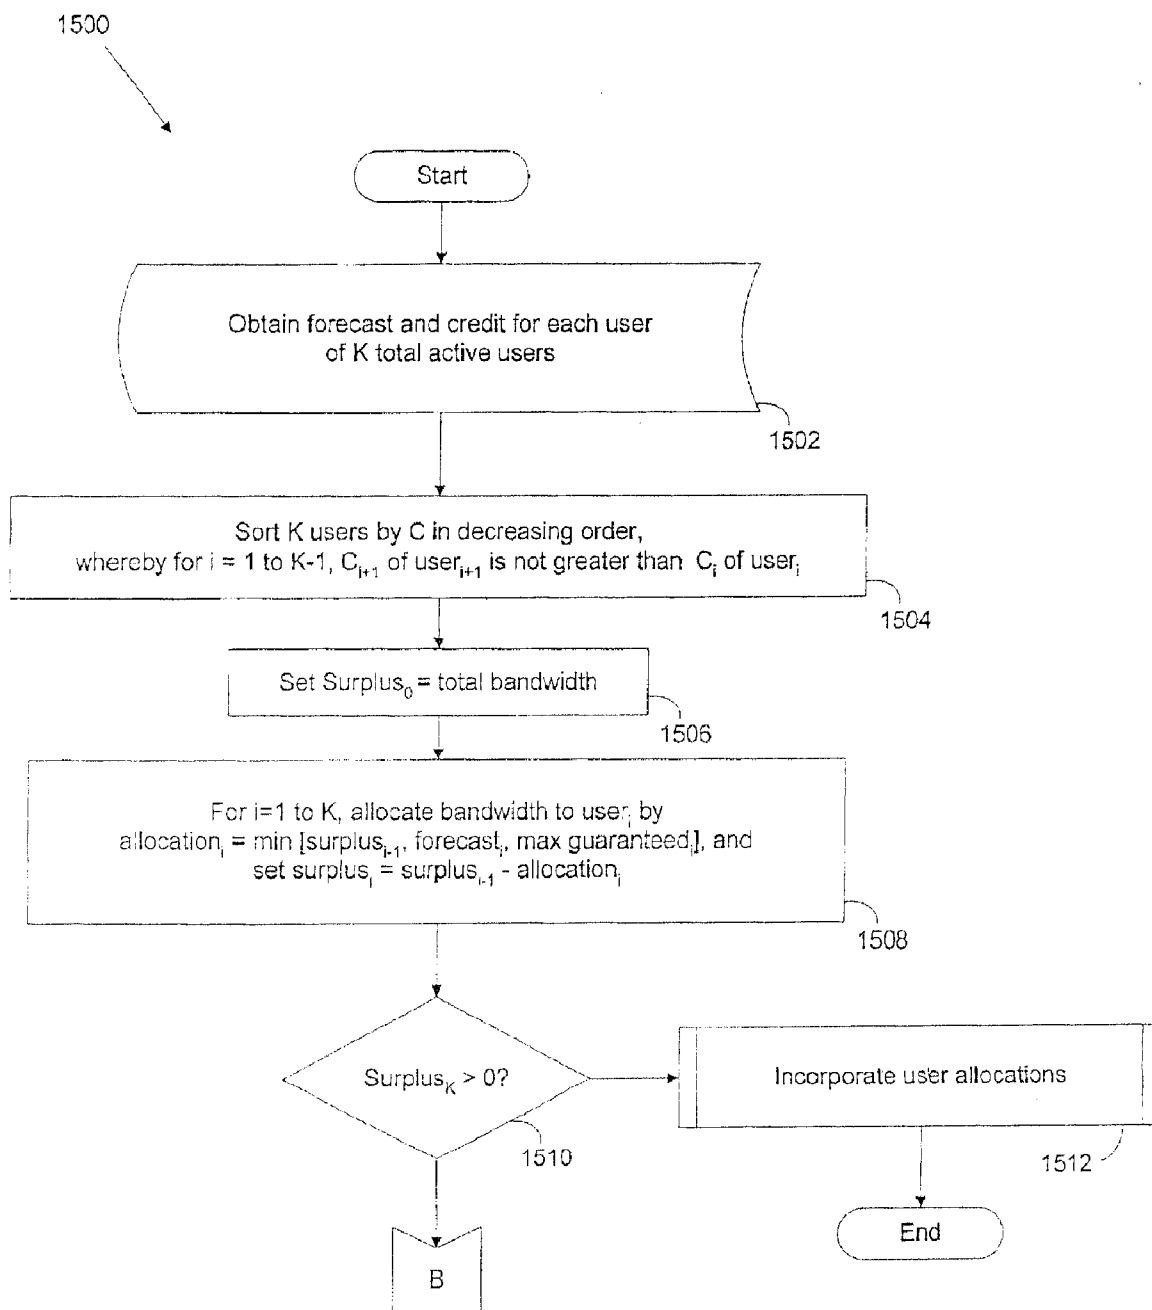 1500
Start
Obtain forecast and credit for each user
of K total active users
1502
Sort K users by C in decreasing order,
whereby for i = 1 to K-1, Cᵢ₊₁ of userᵢ₊₁ is not greater than Cᵢ of userᵢ
1504
Set Surplus₀ = total bandwidth
1506
For i=1 to K, allocate bandwidth to userᵢ by
allocationᵢ = min [surplusᵢ₋₁, forecastᵢ, max guaranteedᵢ], and
set surplusᵢ = surplusᵢ₋₁ - allocationᵢ
1508
Surplus_K > 0?
1510
Incorporate user allocations
1512
End
B